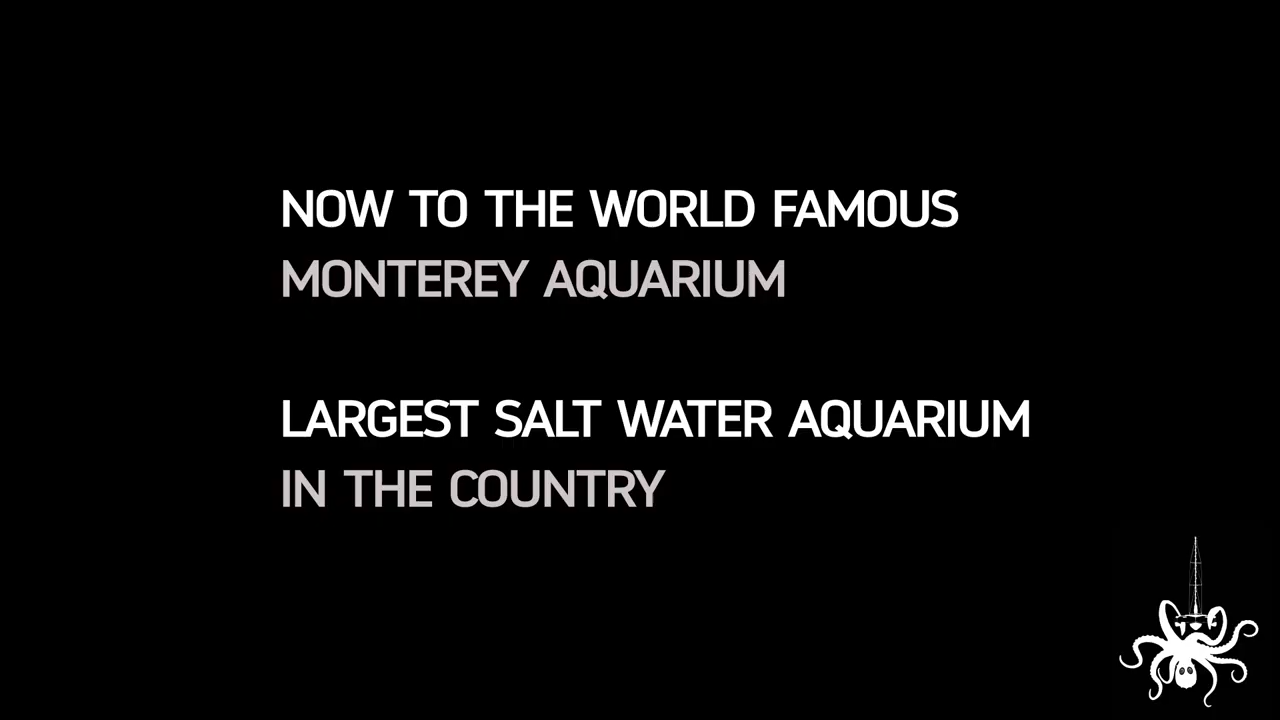 NOW TO THE WORLD FAMOUS
MONTEREY AQUARIUM
LARGEST SALT WATER AQUARIUM
IN THE COUNTRY